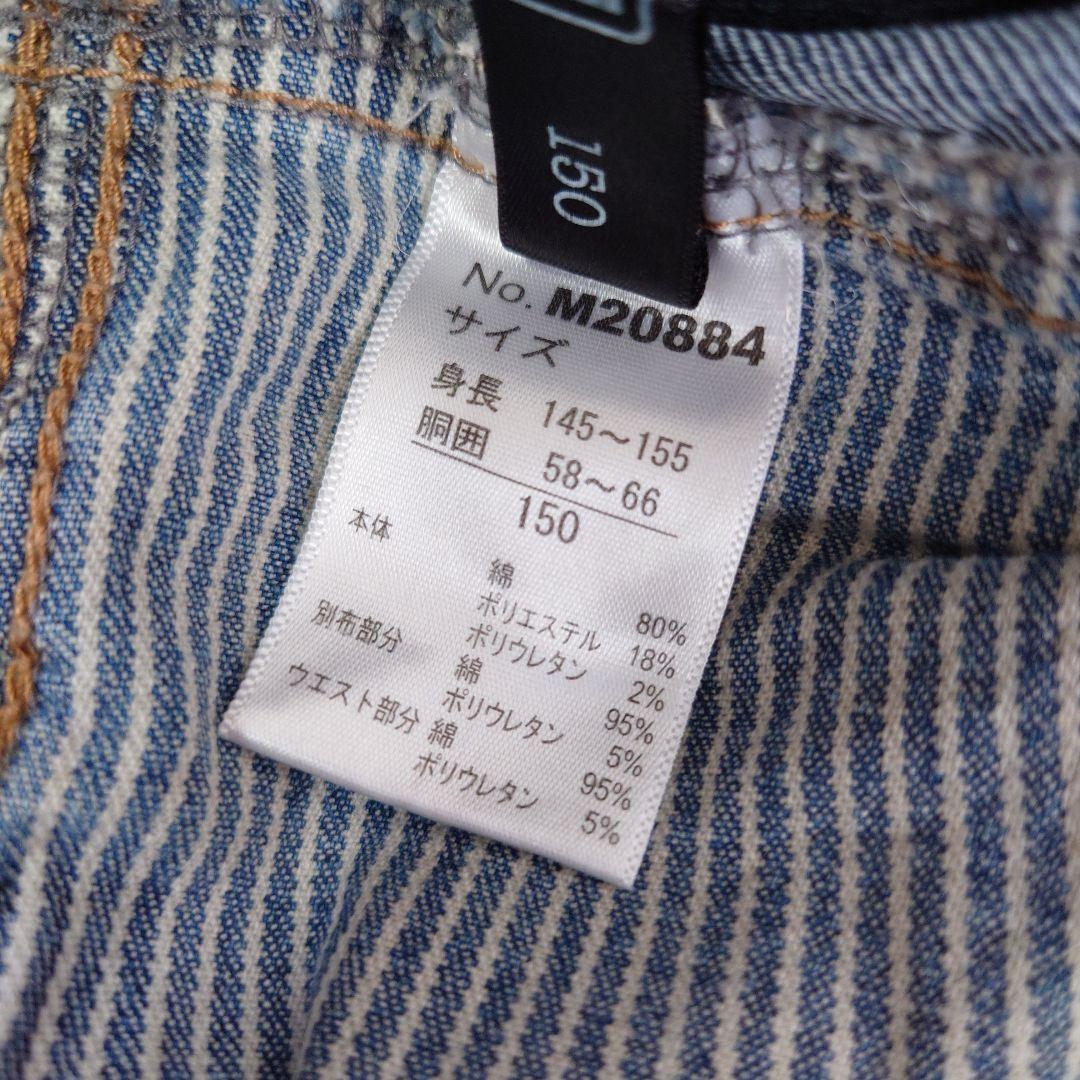 150
No. M20884
サイズ
身長 145～155
胴囲 58～66
150
本体 綿 80%
ポリエステル 18%
ポリウレタン 2%
別布部分 綿 95%
ポリウレタン 5%
ウエスト部分 綿 95%
ポリウレタン 5%